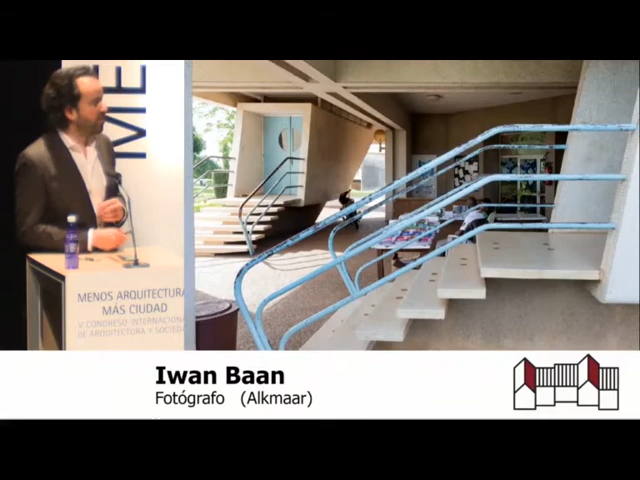 ME
MENOS ARQUITECTURA
MÁS CIUDAD
V CONGRESO INTERNACIONAL
DE ARQUITECTURA Y SOCIEDAD
Iwan Baan
Fotógrafo (Alkmaar)